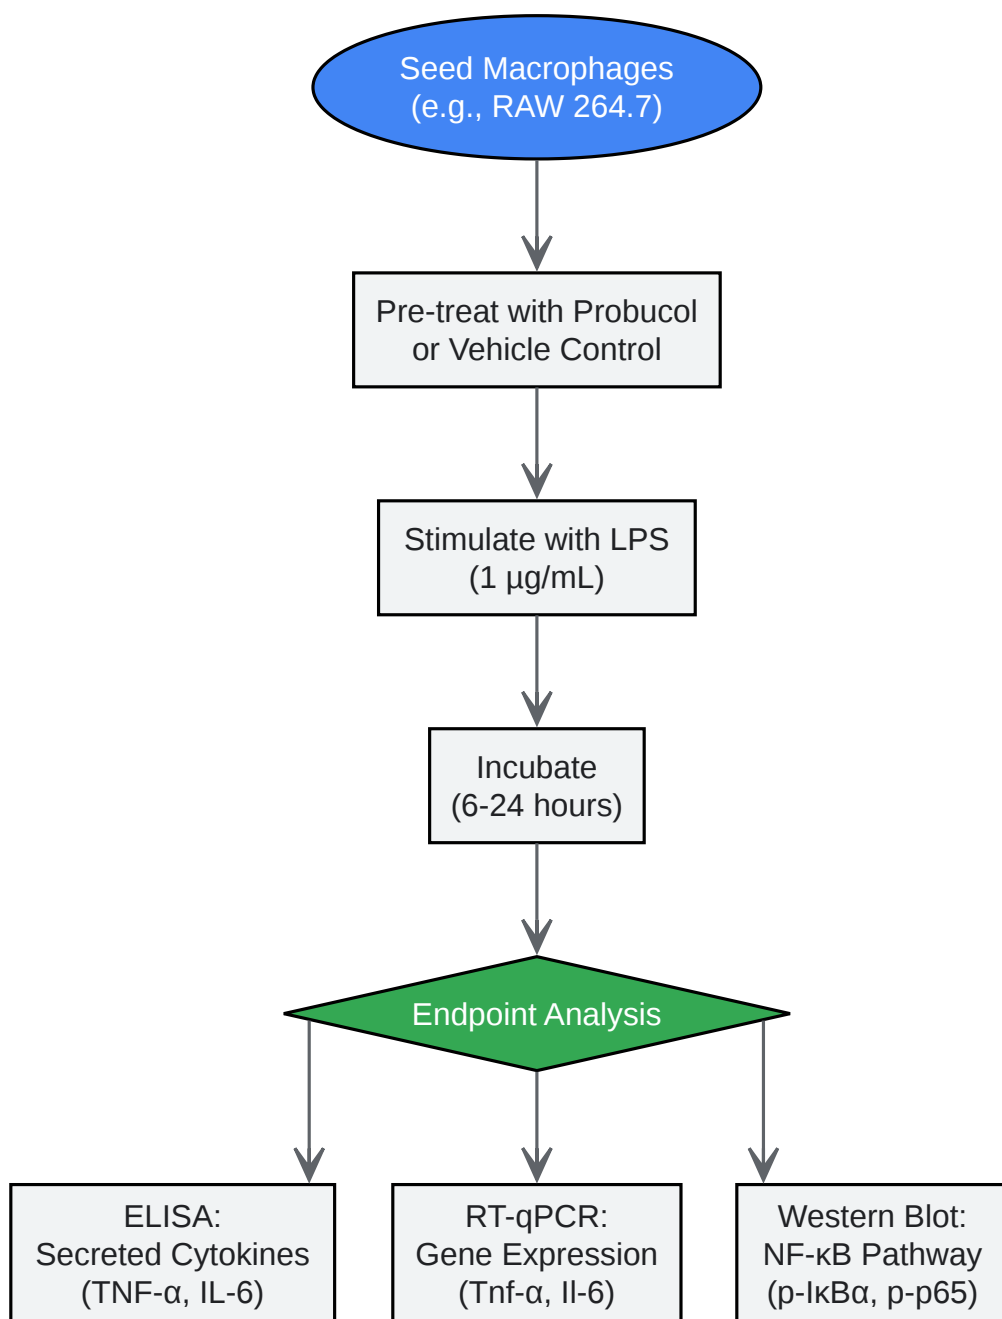 Seed Macrophages
(e.g., RAW 264.7)
Pre-treat with Probucol
or Vehicle Control
Stimulate with LPS
(1 µg/mL)
Incubate
(6-24 hours)
Endpoint Analysis
ELISA:
Secreted Cytokines
(TNF-α, IL-6)
RT-qPCR:
Gene Expression
(Tnf-α, Il-6)
Western Blot:
NF-κB Pathway
(p-IκBα, p-p65)